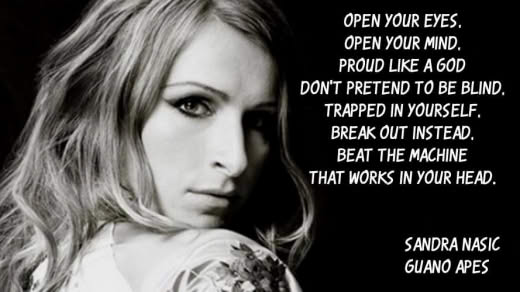 OPEN YOUR EYES,
OPEN YOUR MIND,
PROUD LIKE A GOD
DON'T PRETEND TO BE BLIND,
TRAPPED IN YOURSELF,
BREAK OUT INSTEAD,
BEAT THE MACHINE
THAT WORKS IN YOUR HEAD.
SANDRA NASIC
GUANO APES